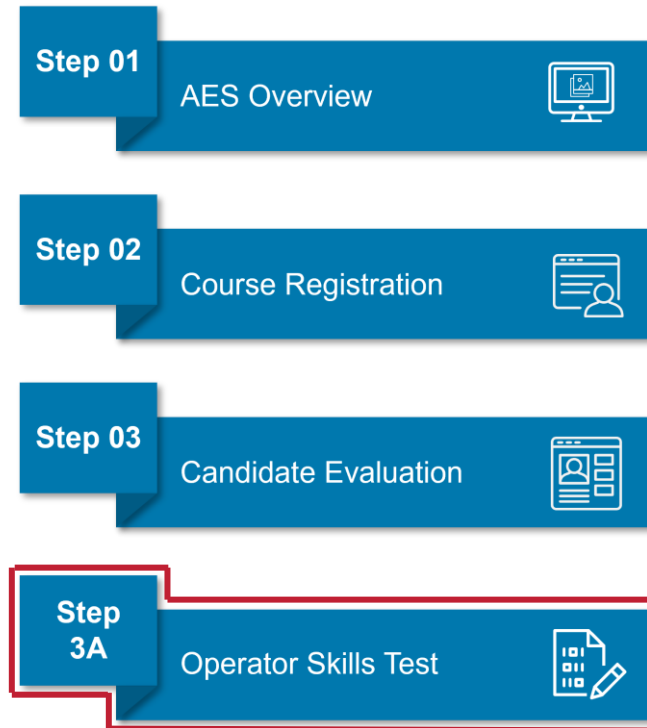 Step 01
AES Overview
Step 02
Course Registration
Step 03
Candidate Evaluation
Step
3A
Operator Skills Test